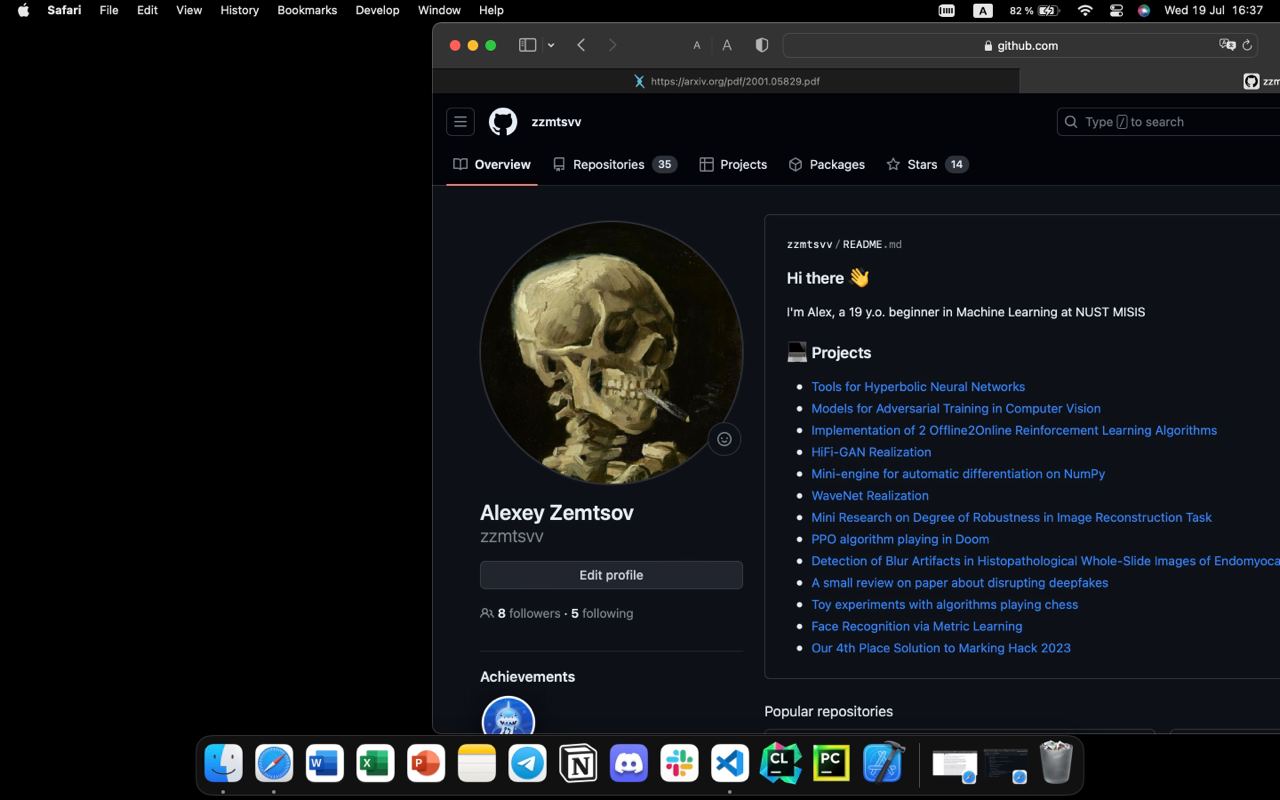 Safari File Edit View History Bookmarks Develop Window Help A 82 % Wed 19 Jul 16:37
A A github.com
https://arxiv.org/pdf/2001.05829.pdf zzm
zzmtsvv Type / to search
Overview Repositories 35 Projects Packages Stars 14
zzmtsvv / README.md
Hi there 👋
I'm Alex, a 19 y.o. beginner in Machine Learning at NUST MISIS
💻 Projects
Tools for Hyperbolic Neural Networks
Models for Adversarial Training in Computer Vision
Implementation of 2 Offline2Online Reinforcement Learning Algorithms
HiFi-GAN Realization
Mini-engine for automatic differentiation on NumPy
WaveNet Realization
Mini Research on Degree of Robustness in Image Reconstruction Task
PPO algorithm playing in Doom
Detection of Blur Artifacts in Histopathological Whole-Slide Images of Endomyoca
A small review on paper about disrupting deepfakes
Toy experiments with algorithms playing chess
Face Recognition via Metric Learning
Our 4th Place Solution to Marking Hack 2023
Alexey Zemtsov
zzmtsvv
Edit profile
8 followers · 5 following
Achievements
Popular repositories
W X P N CL PC